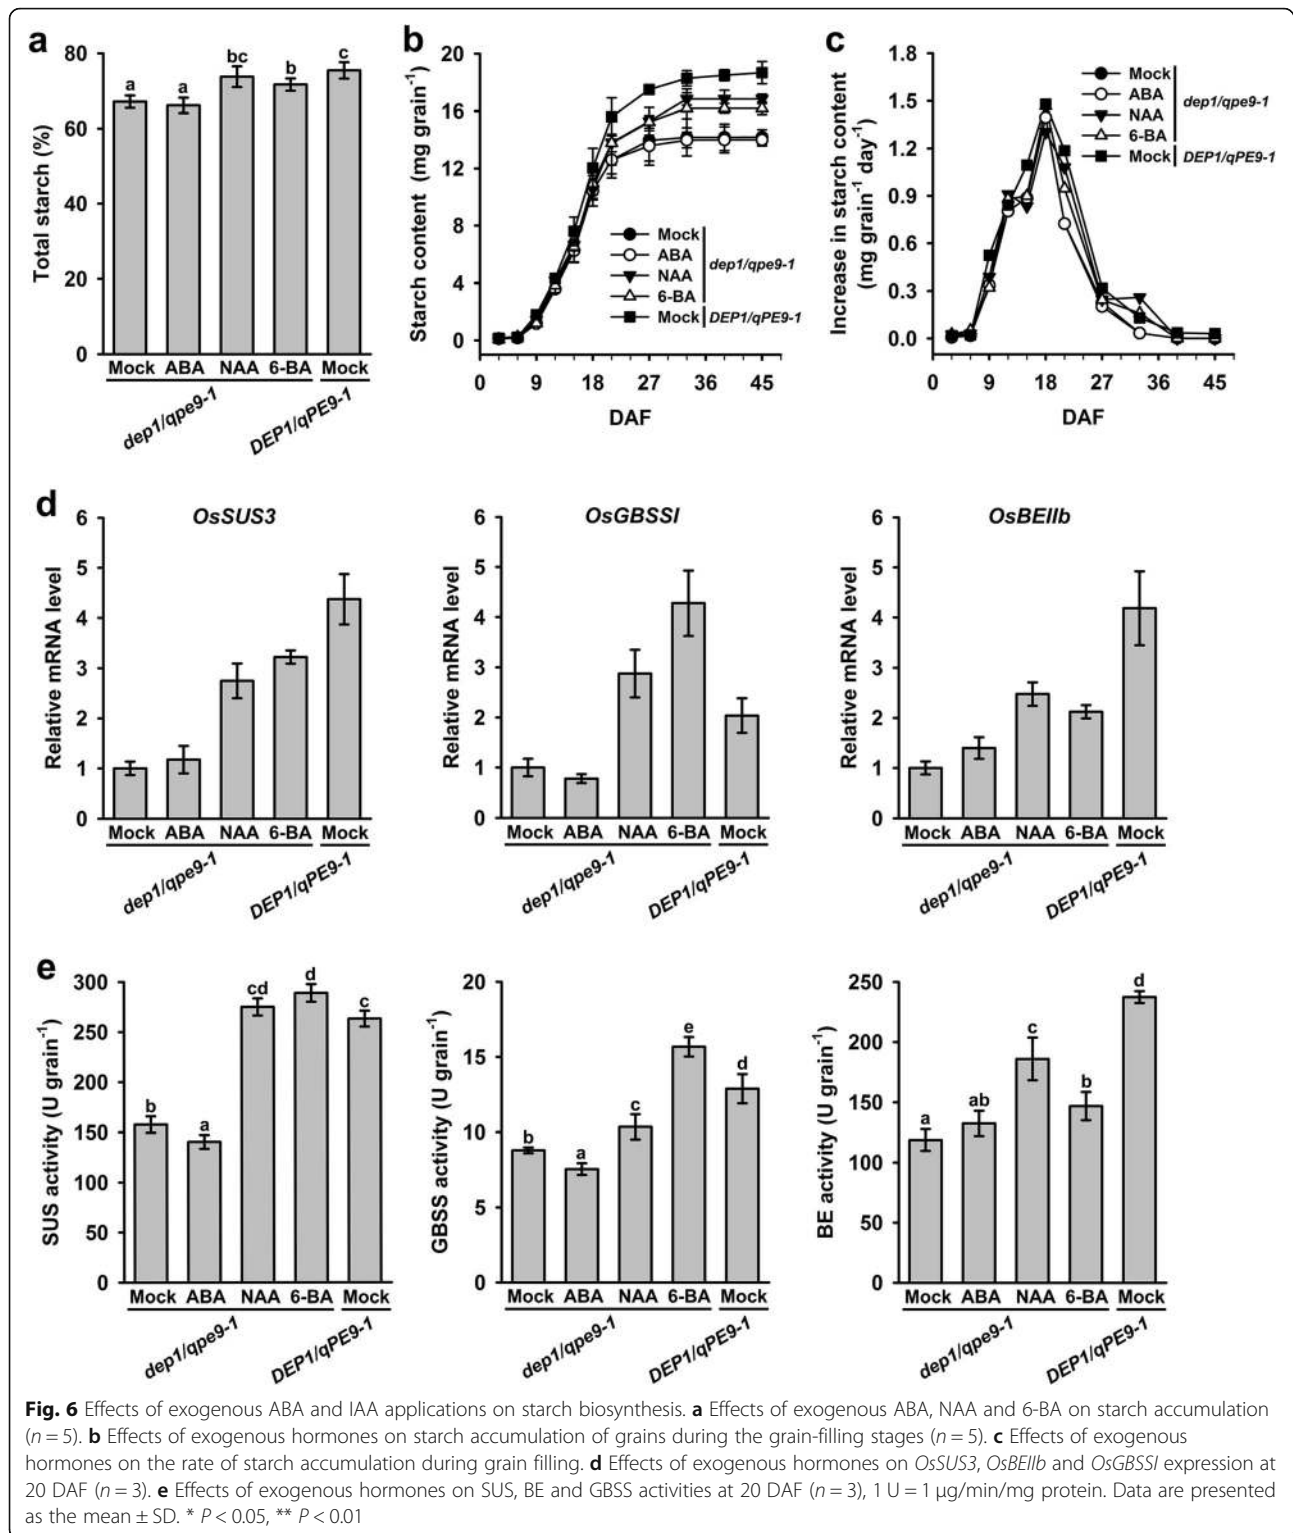 a
80
60
40
20
0
Total starch (%)
a
a
bc
b
c
Mock ABA NAA 6-BA Mock
dep1/qpe9-1
DEP1/qPE9-1
b
20
16
12
8
4
0
Starch content (mg grain⁻¹)
Mock
ABA
NAA
6-BA
dep1/qpe9-1
Mock DEP1/qPE9-1
0 9 18 27 36 45
DAF
c
1.8
1.5
1.2
0.9
0.6
0.3
0.0
Increase in starch content
(mg grain⁻¹ day⁻¹)
Mock
ABA
NAA
6-BA
dep1/qpe9-1
Mock DEP1/qPE9-1
0 9 18 27 36 45
DAF
d
OsSUS3
6
5
4
3
2
1
0
Relative mRNA level
Mock ABA NAA 6-BA Mock
dep1/qpe9-1
DEP1/qPE9-1
OsGBSSI
6
5
4
3
2
1
0
Relative mRNA level
Mock ABA NAA 6-BA Mock
dep1/qpe9-1
DEP1/qPE9-1
OsBEIIb
6
5
4
3
2
1
0
Relative mRNA level
Mock ABA NAA 6-BA Mock
dep1/qpe9-1
DEP1/qPE9-1
e
300
250
200
150
100
50
0
SUS activity (U grain⁻¹)
b
a
cd
d
c
Mock ABA NAA 6-BA Mock
dep1/qpe9-1
DEP1/qPE9-1
20
15
10
5
0
GBSS activity (U grain⁻¹)
b
a
c
e
d
Mock ABA NAA 6-BA Mock
dep1/qpe9-1
DEP1/qPE9-1
250
200
150
100
50
0
BE activity (U grain⁻¹)
a
ab
c
b
d
Mock ABA NAA 6-BA Mock
dep1/qpe9-1
DEP1/qPE9-1
Fig. 6 Effects of exogenous ABA and IAA applications on starch biosynthesis. a Effects of exogenous ABA, NAA and 6-BA on starch accumulation
(n = 5). b Effects of exogenous hormones on starch accumulation of grains during the grain-filling stages (n = 5). c Effects of exogenous
hormones on the rate of starch accumulation during grain filling. d Effects of exogenous hormones on OsSUS3, OsBEIIb and OsGBSSI expression at
20 DAF (n = 3). e Effects of exogenous hormones on SUS, BE and GBSS activities at 20 DAF (n = 3), 1 U = 1 μg/min/mg protein. Data are presented
as the mean ± SD. * P < 0.05, ** P < 0.01